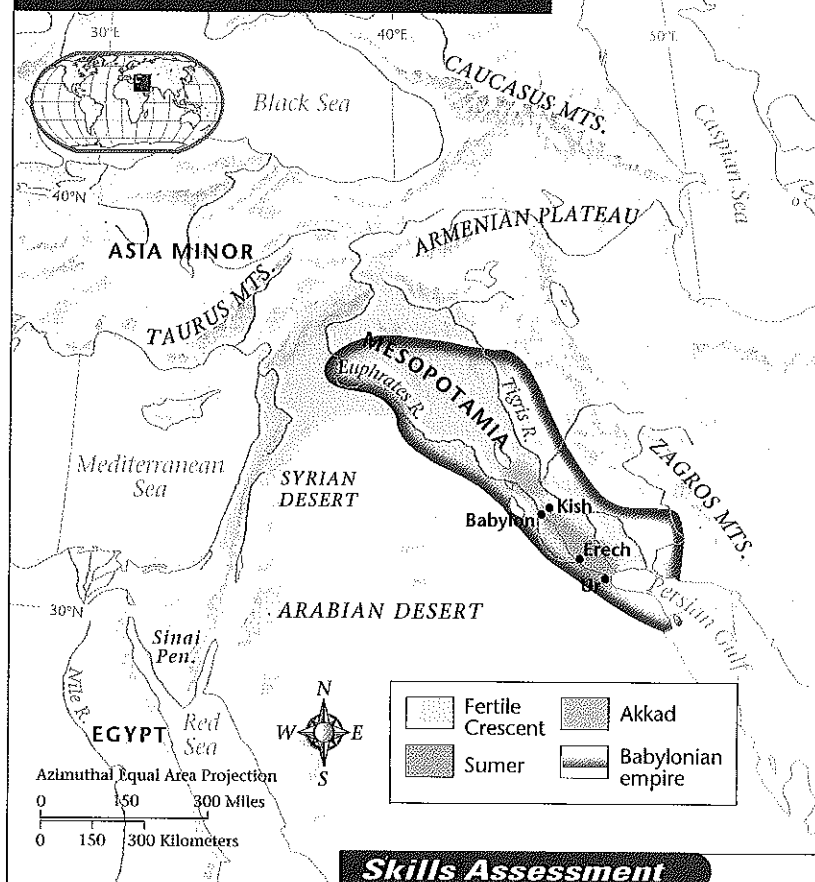 30°E
40°E
50°E
CAUCASUS MTS.
Black Sea
Caspian Sea
40°N
ARMENIAN PLATEAU
ASIA MINOR
TAURUS MTS.
MESOPOTAMIA
Euphrates R.
Tigris R.
ZAGROS MTS.
Mediterranean
Sea
SYRIAN
DESERT
Kish
Babylon
Erech
Ur
Persian Gulf
30°N
ARABIAN DESERT
Sinai
Pen.
Nile R.
EGYPT
Red
Sea
N
W
E
S
Fertile
Crescent
Akkad
Sumer
Babylonian
empire
Azimuthal Equal Area Projection
0 150 300 Miles
0 150 300 Kilometers
Skills Assessment